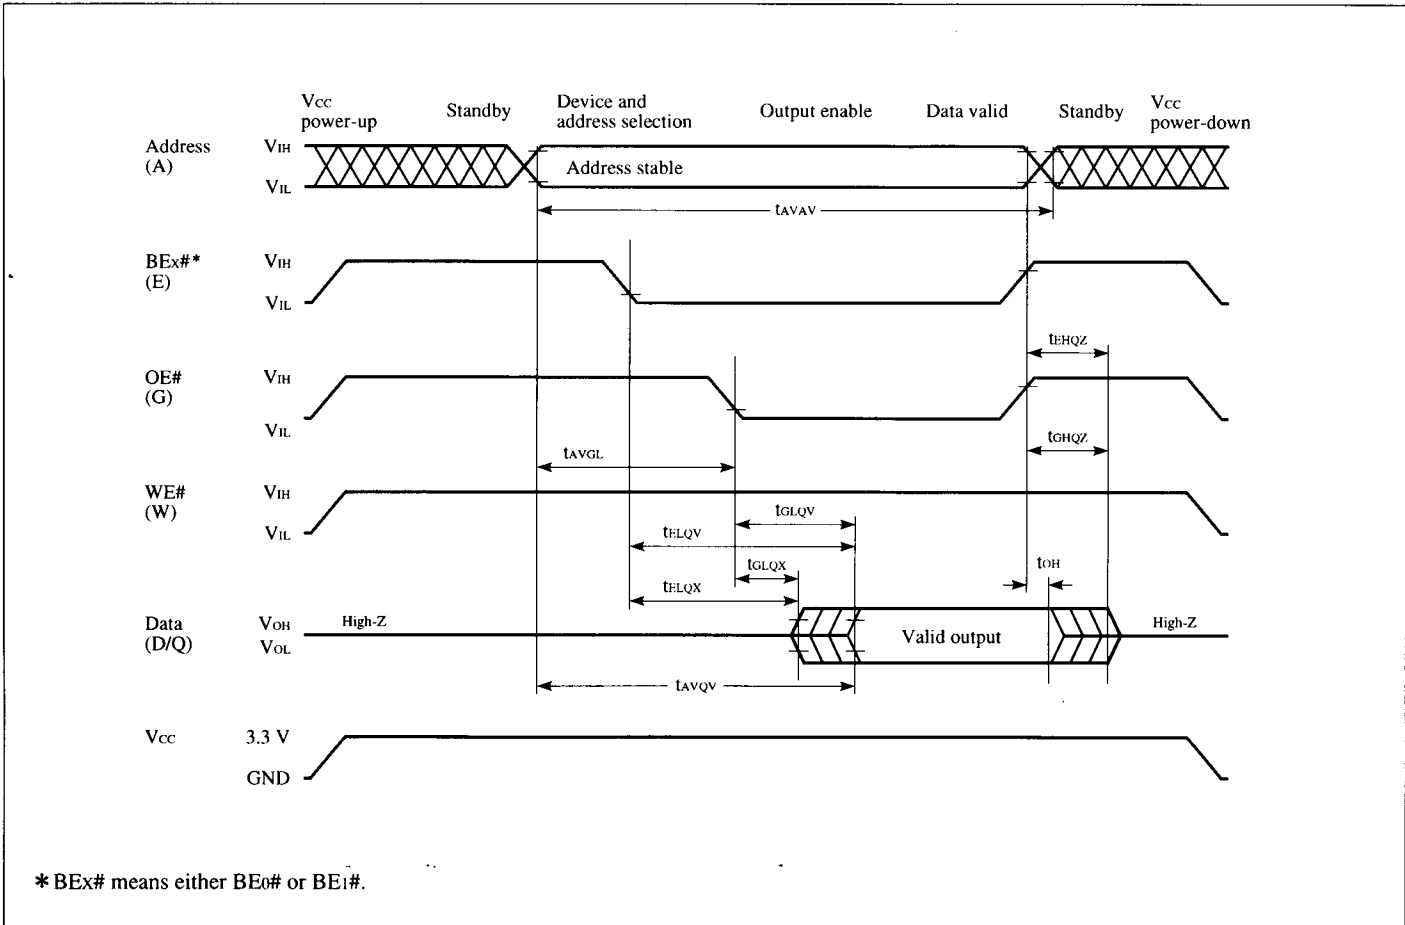 Vcc power-up
Standby
Device and address selection
Output enable
Data valid
Standby
Vcc power-down
Address (A)
VIH
VIL
Address stable
tAVAV
BEx#* (E)
VIH
VIL
tEHQZ
OE# (G)
VIH
VIL
tAVGL
tGHQZ
WE# (W)
VIH
VIL
tGLQV
tELQV
tGLQX
tOH
tELQX
Data (D/Q)
VOH
VOL
High-Z
Valid output
High-Z
tAVQV
Vcc
3.3 V
GND
* BEx# means either BE0# or BE1#.